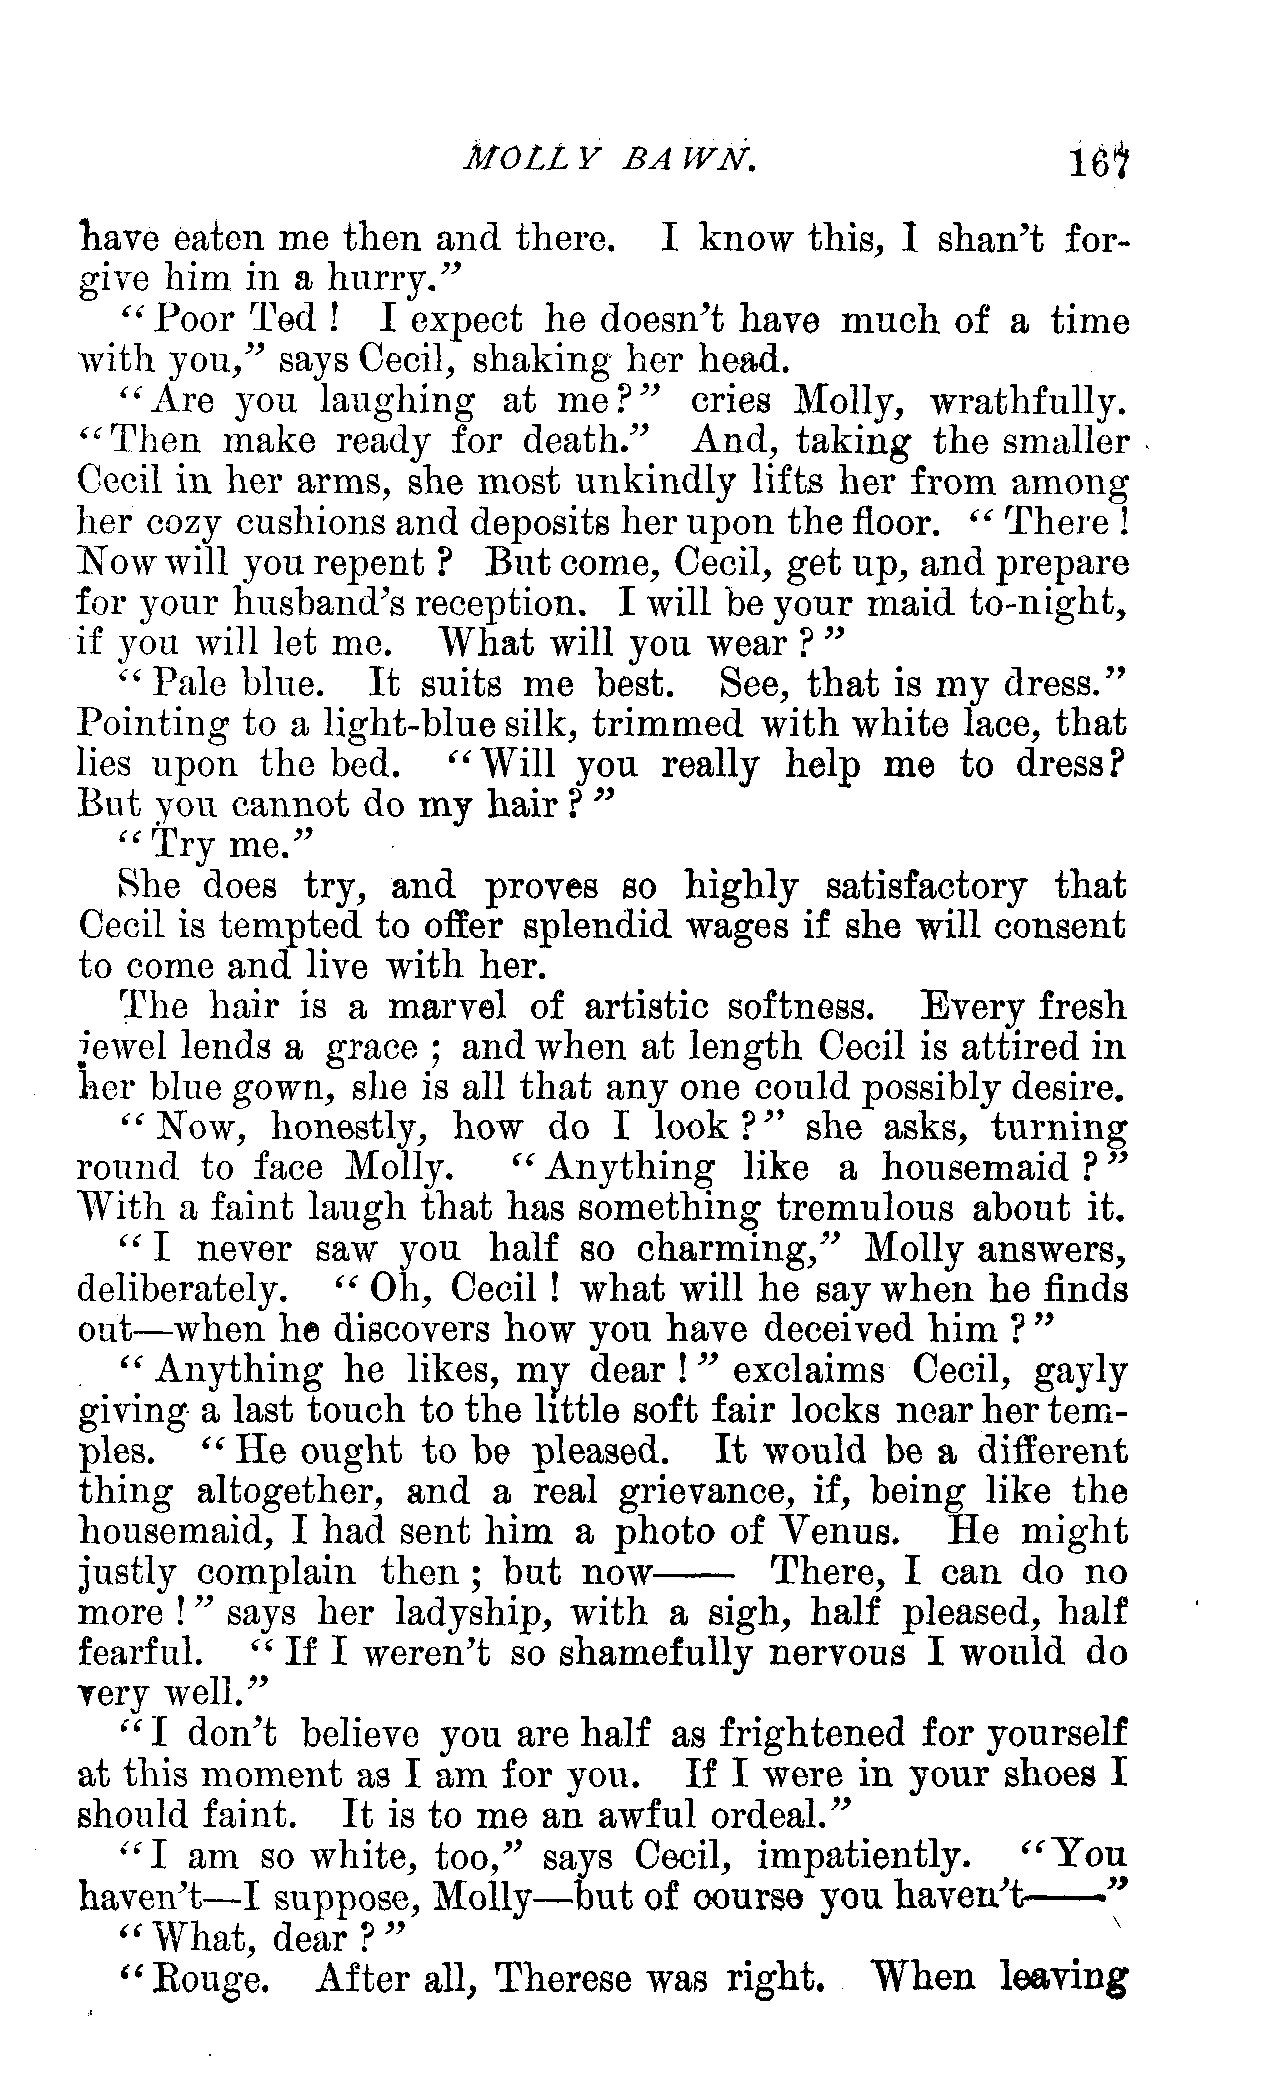 MOLLY BAWN. 167
have eaten me then and there. I know this, I shan't for-
give him in a hurry."
"Poor Ted! I expect he doesn't have much of a time
with you," says Cecil, shaking her head.
"Are you laughing at me?" cries Molly, wrathfully.
"Then make ready for death." And, taking the smaller
Cecil in her arms, she most unkindly lifts her from among
her cozy cushions and deposits her upon the floor. "There!
Now will you repent? But come, Cecil, get up, and prepare
for your husband's reception. I will be your maid to-night,
if you will let me. What will you wear?"
"Pale blue. It suits me best. See, that is my dress."
Pointing to a light-blue silk, trimmed with white lace, that
lies upon the bed. "Will you really help me to dress?
But you cannot do my hair?"
"Try me."
She does try, and proves so highly satisfactory that
Cecil is tempted to offer splendid wages if she will consent
to come and live with her.
The hair is a marvel of artistic softness. Every fresh
jewel lends a grace; and when at length Cecil is attired in
her blue gown, she is all that any one could possibly desire.
"Now, honestly, how do I look?" she asks, turning
round to face Molly. "Anything like a housemaid?"
With a faint laugh that has something tremulous about it.
"I never saw you half so charming," Molly answers,
deliberately. "Oh, Cecil! what will he say when he finds
out—when he discovers how you have deceived him?"
"Anything he likes, my dear!" exclaims Cecil, gayly
giving a last touch to the little soft fair locks near her tem-
ples. "He ought to be pleased. It would be a different
thing altogether, and a real grievance, if, being like the
housemaid, I had sent him a photo of Venus. He might
justly complain then; but now—— There, I can do no
more!" says her ladyship, with a sigh, half pleased, half
fearful. "If I weren't so shamefully nervous I would do
very well."
"I don't believe you are half as frightened for yourself
at this moment as I am for you. If I were in your shoes I
should faint. It is to me an awful ordeal."
"I am so white, too," says Cecil, impatiently. "You
haven't—I suppose, Molly—but of course you haven't——"
"What, dear?"
"Rouge. After all, Therese was right. When leaving